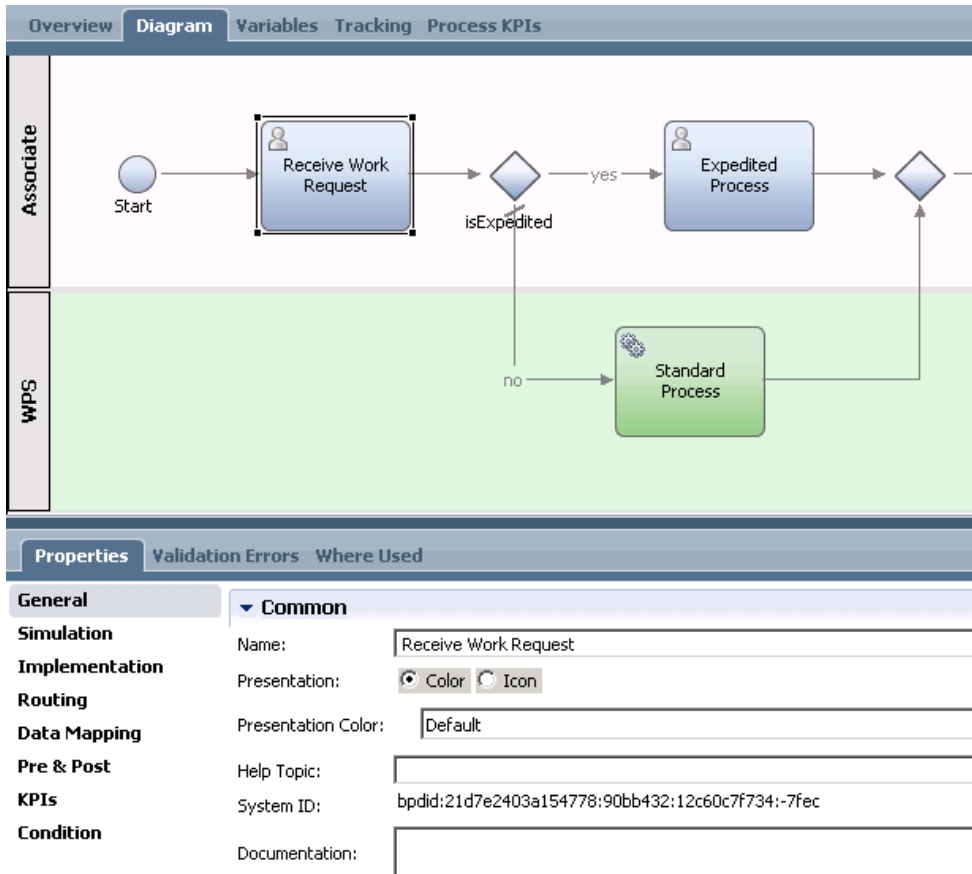 Overview Diagram Variables Tracking Process KPIs
Associate
Start
Receive Work
Request
isExpedited
yes
Expedited
Process
WPS
no
Standard
Process
Properties Validation Errors Where Used
General
Simulation
Implementation
Routing
Data Mapping
Pre & Post
KPIs
Condition
Common
Name: Receive Work Request
Presentation: Color Icon
Presentation Color: Default
Help Topic:
System ID: bpdid:21d7e2403a154778:90bb432:12c60c7f734:-7fec
Documentation: